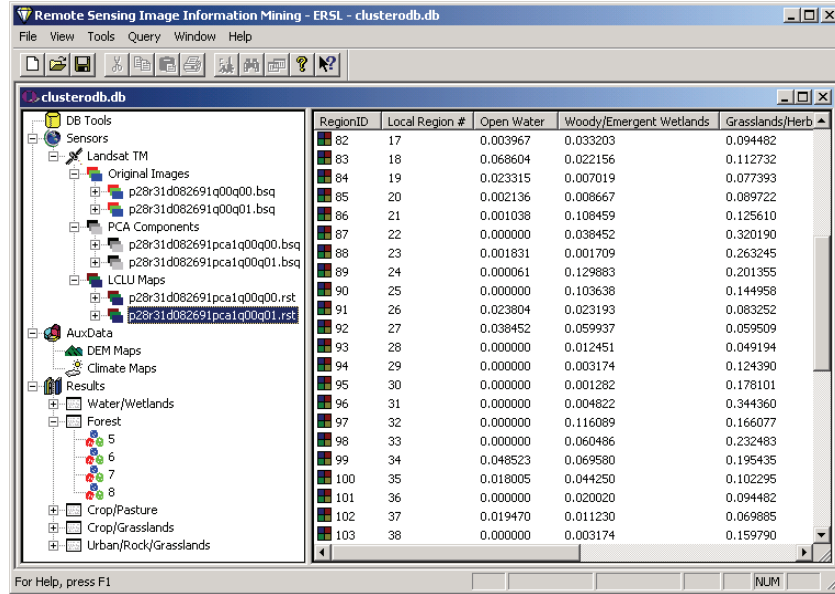 Remote Sensing Image Information Mining - ERSL - clusterodb.db
File View Tools Query Window Help
clusterodb.db
DB Tools
Sensors
Landsat TM
Original Images
p28r31d082691q00q00.bsq
p28r31d082691q00q01.bsq
PCA Components
p28r31d082691pca1q00q00.bsq
p28r31d082691pca1q00q01.bsq
LCLU Maps
p28r31d082691pca1q00q00.rst
p28r31d082691pca1q00q01.rst
AuxData
DEM Maps
Climate Maps
Results
Water/Wetlands
Forest
5
6
7
8
Crop/Pasture
Crop/Grasslands
Urban/Rock/Grasslands
RegionID Local Region # Open Water Woody/Emergent Wetlands Grasslands/Herb
82 17 0.003967 0.033203 0.094482
83 18 0.068604 0.022156 0.112732
84 19 0.023315 0.007019 0.077393
85 20 0.002136 0.008667 0.089722
86 21 0.001038 0.108459 0.125610
87 22 0.000000 0.038452 0.320190
88 23 0.001831 0.001709 0.263245
89 24 0.000061 0.129883 0.201355
90 25 0.000000 0.103638 0.144958
91 26 0.023804 0.023193 0.083252
92 27 0.038452 0.059937 0.059509
93 28 0.000000 0.012451 0.049194
94 29 0.000000 0.003174 0.124390
95 30 0.000000 0.001282 0.178101
96 31 0.000000 0.004822 0.344360
97 32 0.000000 0.116089 0.166077
98 33 0.000000 0.060486 0.232483
99 34 0.048523 0.069580 0.195435
100 35 0.018005 0.044250 0.102295
101 36 0.000000 0.020020 0.094482
102 37 0.019470 0.011230 0.069885
103 38 0.000000 0.003174 0.159790
For Help, press F1 NUM